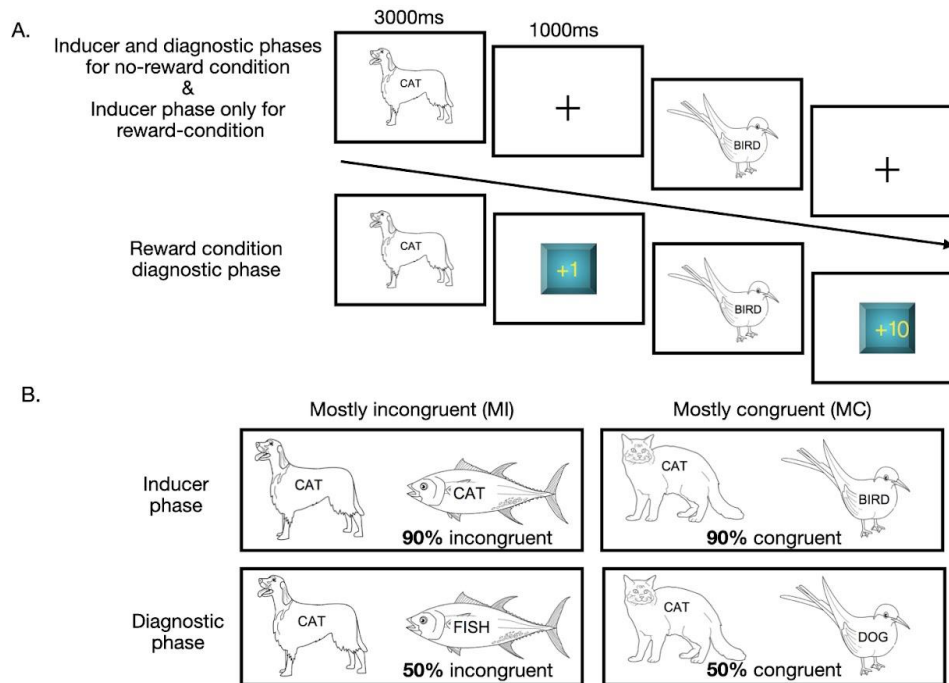 A.
3000ms
1000ms
Inducer and diagnostic phases
for no-reward condition
&
Inducer phase only for
reward-condition
CAT
+
BIRD
+
Reward condition
diagnostic phase
CAT
+1
BIRD
+10
B.
Mostly incongruent (MI)
Mostly congruent (MC)
Inducer
phase
CAT
CAT
90% incongruent
CAT
BIRD
90% congruent
Diagnostic
phase
CAT
FISH
50% incongruent
CAT
DOG
50% congruent